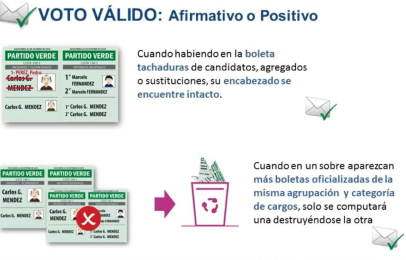 VOTO VÁLIDO: Afirmativo o Positivo
PARTIDO VERDE
PARTIDO VERDE
1- PEREZ, Pedro
Carlos G.
MENDEZ
1° Marcelo
FERNANDEZ
2° Marcelo FERNANDEZ
Carlos G. MENDEZ
1° Carlos G. MENDEZ
2° Carlos G. MENDEZ
Cuando habiendo en la boleta
tachaduras de candidatos, agregados
o sustituciones, su encabezado se
encuentre intacto.
PARTIDO VERDE
PARTIDO VERDE
Carlos G.
MENDEZ
Carlos G. MENDEZ
PARTIDO VERDE
PARTIDO VERDE
Carlos G.
MENDEZ
Cuando en un sobre aparezcan
más boletas oficializadas de la
misma agrupación y categoría
de cargos, solo se computará
una destruyéndose la otra